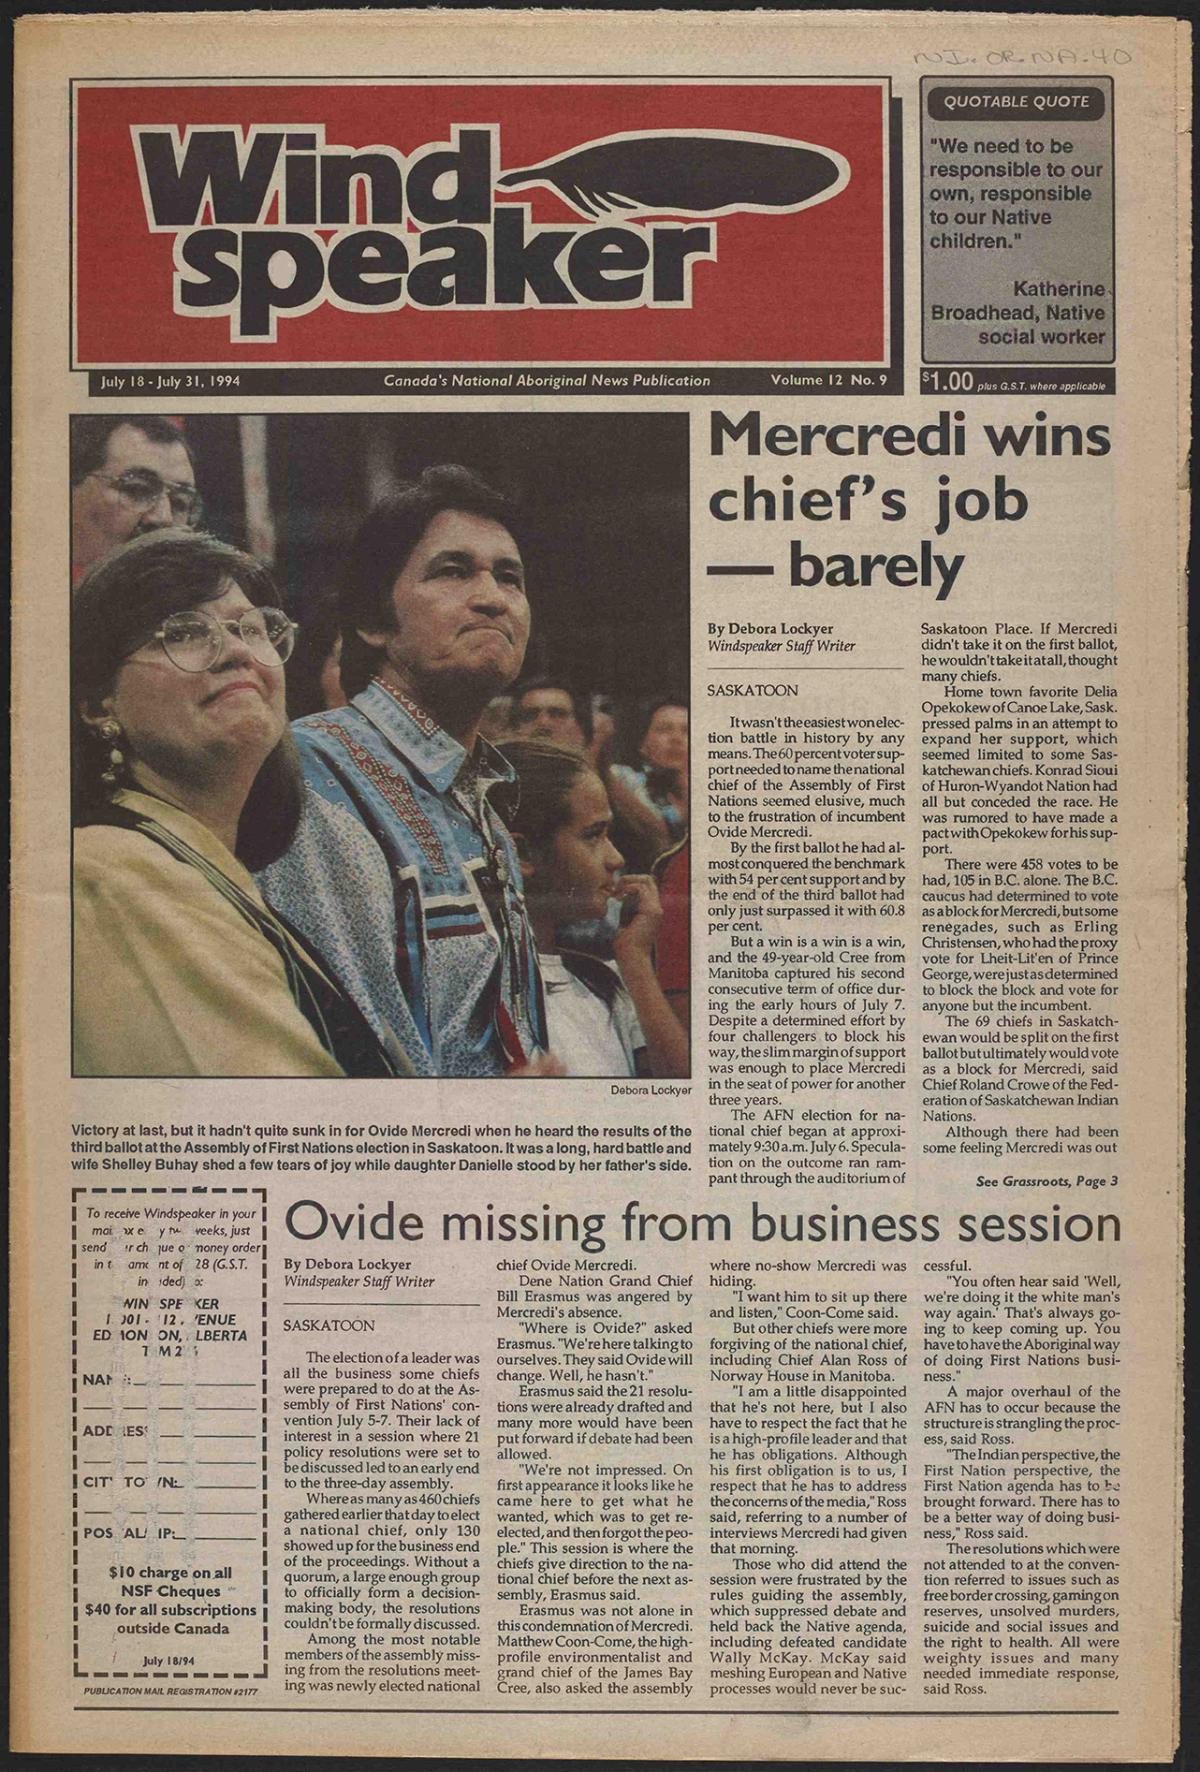 NI.OR.NA.40
Wind
speaker
July 18 - July 31, 1994
Canada's National Aboriginal News Publication
Volume 12 No. 9
QUOTABLE QUOTE
"We need to be
responsible to our
own, responsible
to our Native
children."
Katherine
Broadhead, Native
social worker
$1.00 plus G.S.T. where applicable
Debora Lockyer
Victory at last, but it hadn't quite sunk in for Ovide Mercredi when he heard the results of the
third ballot at the Assembly of First Nations election in Saskatoon. It was a long, hard battle and
wife Shelley Buhay shed a few tears of joy while daughter Danielle stood by her father's side.
Mercredi wins
chief's job
— barely
By Debora Lockyer
Windspeaker Staff Writer
SASKATOON
It wasn't the easiest won elec-
tion battle in history by any
means. The 60 percent voter sup-
port needed to name the national
chief of the Assembly of First
Nations seemed elusive, much
to the frustration of incumbent
Ovide Mercredi.
By the first ballot he had al-
most conquered the benchmark
with 54 per cent support and by
the end of the third ballot had
only just surpassed it with 60.8
per cent.
But a win is a win is a win,
and the 49-year-old Cree from
Manitoba captured his second
consecutive term of office dur-
ing the early hours of July 7.
Despite a determined effort by
four challengers to block his
way, the slim margin of support
was enough to place Mercredi
in the seat of power for another
three years.
The AFN election for na-
tional chief began at approxi-
mately 9:30 a.m. July 6. Specula-
tion on the outcome ran ram-
pant through the auditorium of
Saskatoon Place. If Mercredi
didn't take it on the first ballot,
he wouldn't take it at all, thought
many chiefs.
Home town favorite Delia
Opekokew of Canoe Lake, Sask.
pressed palms in an attempt to
expand her support, which
seemed limited to some Sas-
katchewan chiefs. Konrad Sioui
of Huron-Wyandot Nation had
all but conceded the race. He
was rumored to have made a
pact with Opekokew for his sup-
port.
There were 458 votes to be
had, 105 in B.C. alone. The B.C.
caucus had determined to vote
as a block for Mercredi, but some
renegades, such as Erling
Christensen, who had the proxy
vote for Lheit-Lit'en of Prince
George, were just as determined
to block the block and vote for
anyone but the incumbent.
The 69 chiefs in Saskatch-
ewan would be split on the first
ballot but ultimately would vote
as a block for Mercredi, said
Chief Roland Crowe of the Fed-
eration of Saskatchewan Indian
Nations.
Although there had been
some feeling Mercredi was out
See Grassroots, Page 3
To receive Windspeaker in your
veeks, just
send
noney order
28 (G.S.T.
KER
LBERTA
$10 charge on all
NSF Cheques
$40 for all subscriptions
outside Canada
July 18/94
PUBLICATION MAIL REGISTRATION #2177
Ovide missing from business session
By Debora Lockyer
Windspeaker Staff Writer
SASKATOON
The election of a leader was
all the business some chiefs
were prepared to do at the As-
sembly of First Nations' con-
vention July 5-7. Their lack of
interest in a session where 21
policy resolutions were set to
be discussed led to an early end
to the three-day assembly.
Where as many as 460 chiefs
gathered earlier that day to elect
a national chief, only 130
showed up for the business end
of the proceedings. Without a
quorum, a large enough group
to officially form a decision-
making body, the resolutions
couldn't be formally discussed.
Among the most notable
members of the assembly miss-
ing from the resolutions meet-
ing was newly elected national
chief Ovide Mercredi.
Dene Nation Grand Chief
Bill Erasmus was angered by
Mercredi's absence.
"Where is Ovide?" asked
Erasmus. "We're here talking to
ourselves. They said Ovide will
change. Well, he hasn't."
Erasmus said the 21 resolu-
tions were already drafted and
many more would have been
put forward if debate had been
allowed.
"We're not impressed. On
first appearance it looks like he
came here to get what he
wanted, which was to get re-
elected, and then forgot the peo-
ple." This session is where the
chiefs give direction to the na-
tional chief before the next as-
sembly, Erasmus said.
Erasmus was not alone in
this condemnation of Mercredi.
Matthew Coon-Come, the high-
profile environmentalist and
grand chief of the James Bay
Cree, also asked the assembly
where no-show Mercredi was
hiding.
"I want him to sit up there
and listen," Coon-Come said.
But other chiefs were more
forgiving of the national chief,
including Chief Alan Ross of
Norway House in Manitoba.
"I am a little disappointed
that he's not here, but I also
have to respect the fact that he
is a high-profile leader and that
he has obligations. Although
his first obligation is to us, I
respect that he has to address
the concerns of the media," Ross
said, referring to a number of
interviews Mercredi had given
that morning.
Those who did attend the
session were frustrated by the
rules guiding the assembly,
which suppressed debate and
held back the Native agenda,
including defeated candidate
Wally McKay. McKay said
meshing European and Native
processes would never be suc-
cessful.
"You often hear said 'Well,
we're doing it the white man's
way again.' That's always go-
ing to keep coming up. You
have to have the Aboriginal way
of doing First Nations busi-
ness."
A major overhaul of the
AFN has to occur because the
structure is strangling the proc-
ess, said Ross.
"The Indian perspective, the
First Nation perspective, the
First Nation agenda has to be
brought forward. There has to
be a better way of doing busi-
ness," Ross said.
The resolutions which were
not attended to at the conven-
tion referred to issues such as
free border crossing, gaming on
reserves, unsolved murders,
suicide and social issues and
the right to health. All were
weighty issues and many
needed immediate response,
said Ross.